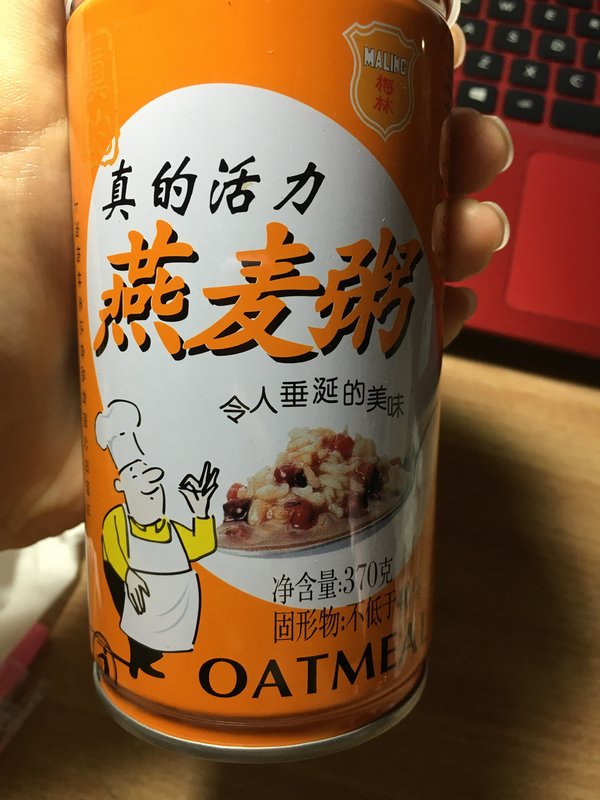 MALING
梅林
真的活力
燕麦粥
令人垂涎的美味
净含量:370克
固形物:不低于
OATMEAL